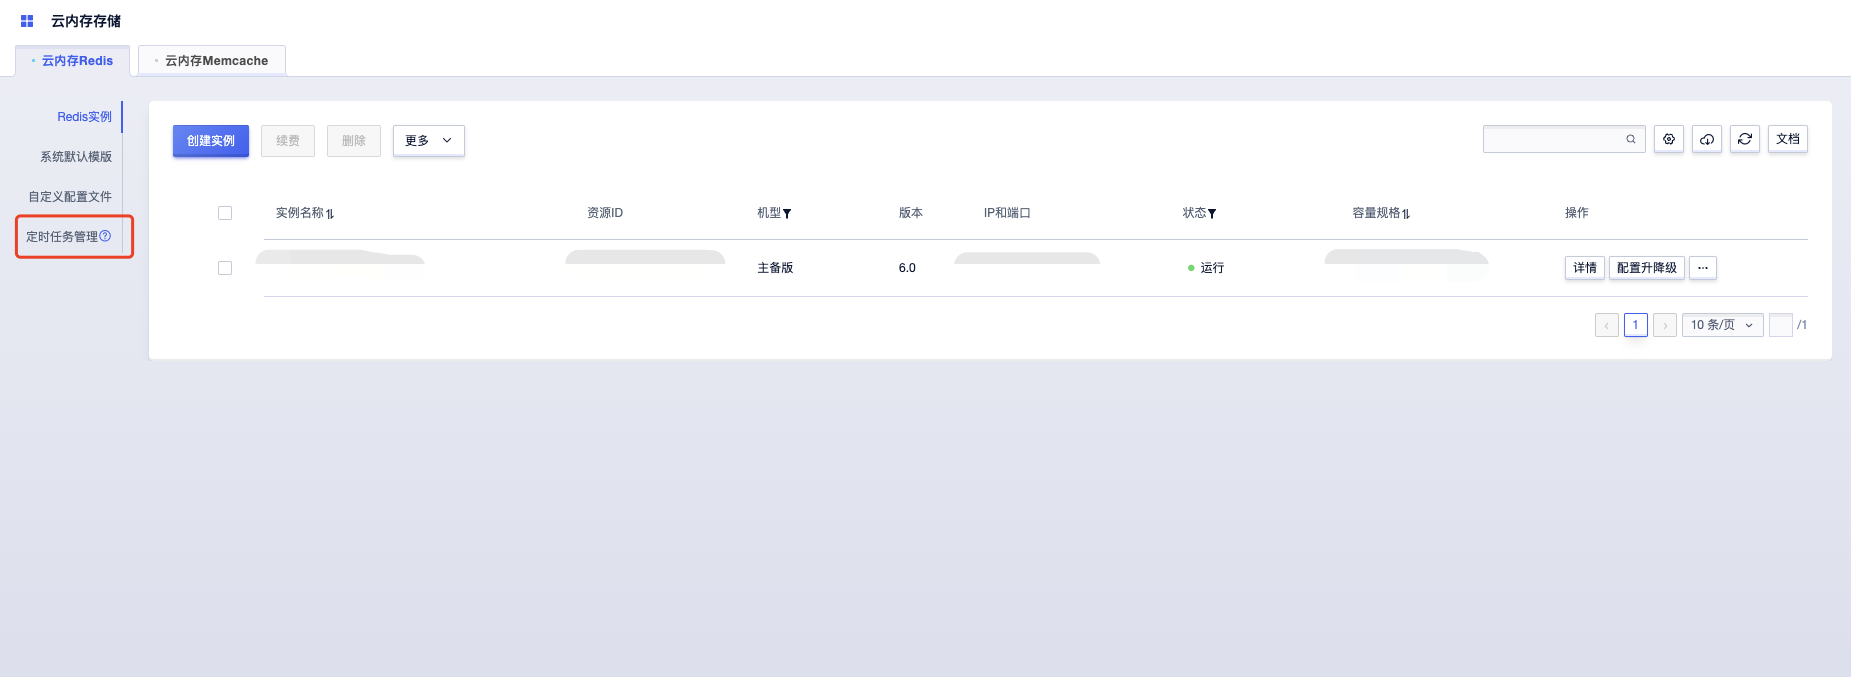 云内存存储
云内存Redis
云内存Memcache
Redis实例
系统默认模版
自定义配置文件
定时任务管理
创建实例 续费 删除 更多 文档
实例名称 资源ID 机型 版本 IP和端口 状态 容量规格 操作
主备版 6.0 运行 详情 配置升降级 ···
1 10 条/页 /1